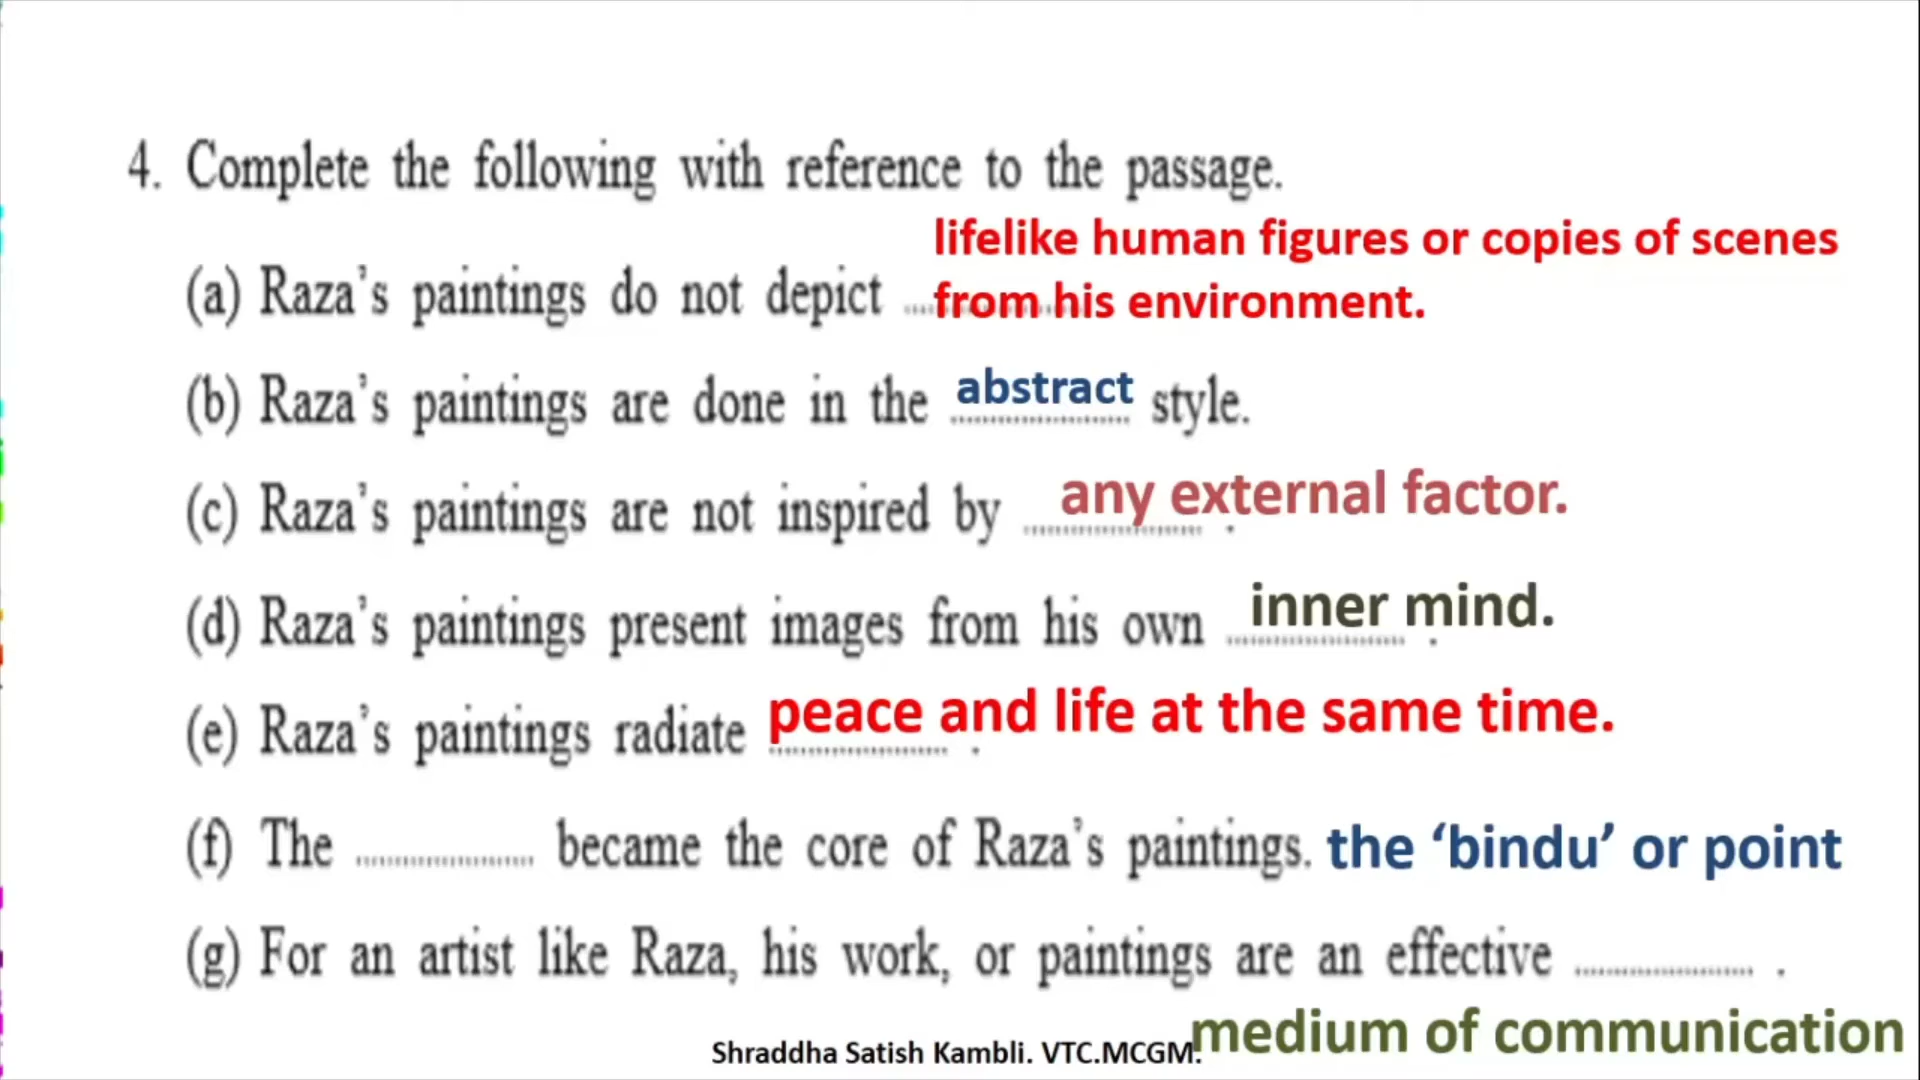 4. Complete the following with reference to the passage.
lifelike human figures or copies of scenes
(a) Raza's paintings do not depict .................. from his environment.
(b) Raza's paintings are done in the abstract style.
(c) Raza's paintings are not inspired by .................. . any external factor.
(d) Raza's paintings present images from his own .................. . inner mind.
(e) Raza's paintings radiate .................. . peace and life at the same time.
(f) The .................. became the core of Raza's paintings. the ‘bindu’ or point
(g) For an artist like Raza, his work, or paintings are an effective .................. .
medium of communication
Shraddha Satish Kambli. VTC.MCGM.